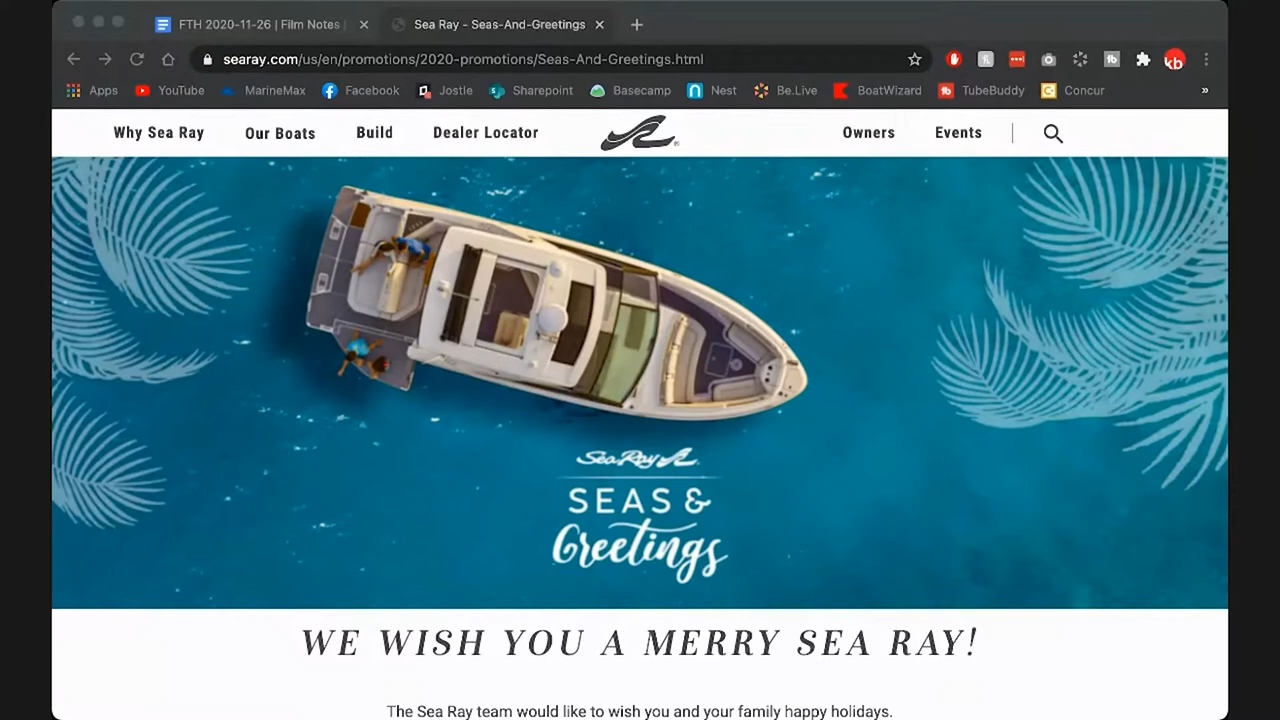 FTH 2020-11-26 | Film Notes |
Sea Ray - Seas-And-Greetings
searay.com/us/en/promotions/2020-promotions/Seas-And-Greetings.html
kb
Apps YouTube MarineMax Facebook Jostle Sharepoint Basecamp Nest Be.Live BoatWizard TubeBuddy Concur »
Why Sea Ray Our Boats Build Dealer Locator Owners Events
Sea Ray
SEAS &
Greetings
WE WISH YOU A MERRY SEA RAY!
The Sea Ray team would like to wish you and your family happy holidays.